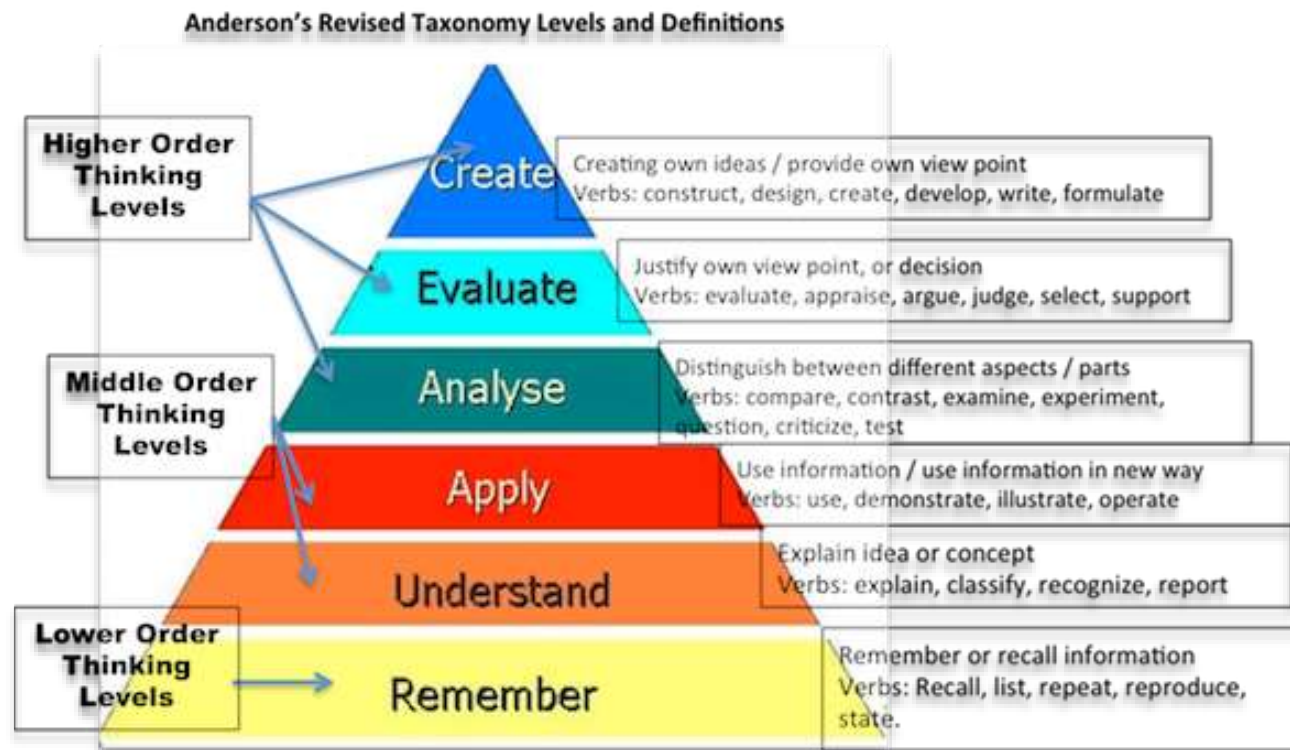 Anderson's Revised Taxonomy Levels and Definitions
Higher Order
Thinking
Levels
Create
Creating own ideas / provide own view point
Verbs: construct, design, create, develop, write, formulate
Evaluate
Justify own view point, or decision
Verbs: evaluate, appraise, argue, judge, select, support
Middle Order
Thinking
Levels
Analyse
Distinguish between different aspects / parts
Verbs: compare, contrast, examine, experiment,
question, criticize, test
Apply
Use information / use information in new way
Verbs: use, demonstrate, illustrate, operate
Understand
Explain idea or concept
Verbs: explain, classify, recognize, report
Lower Order
Thinking
Levels
Remember
Remember or recall information
Verbs: Recall, list, repeat, reproduce,
state.